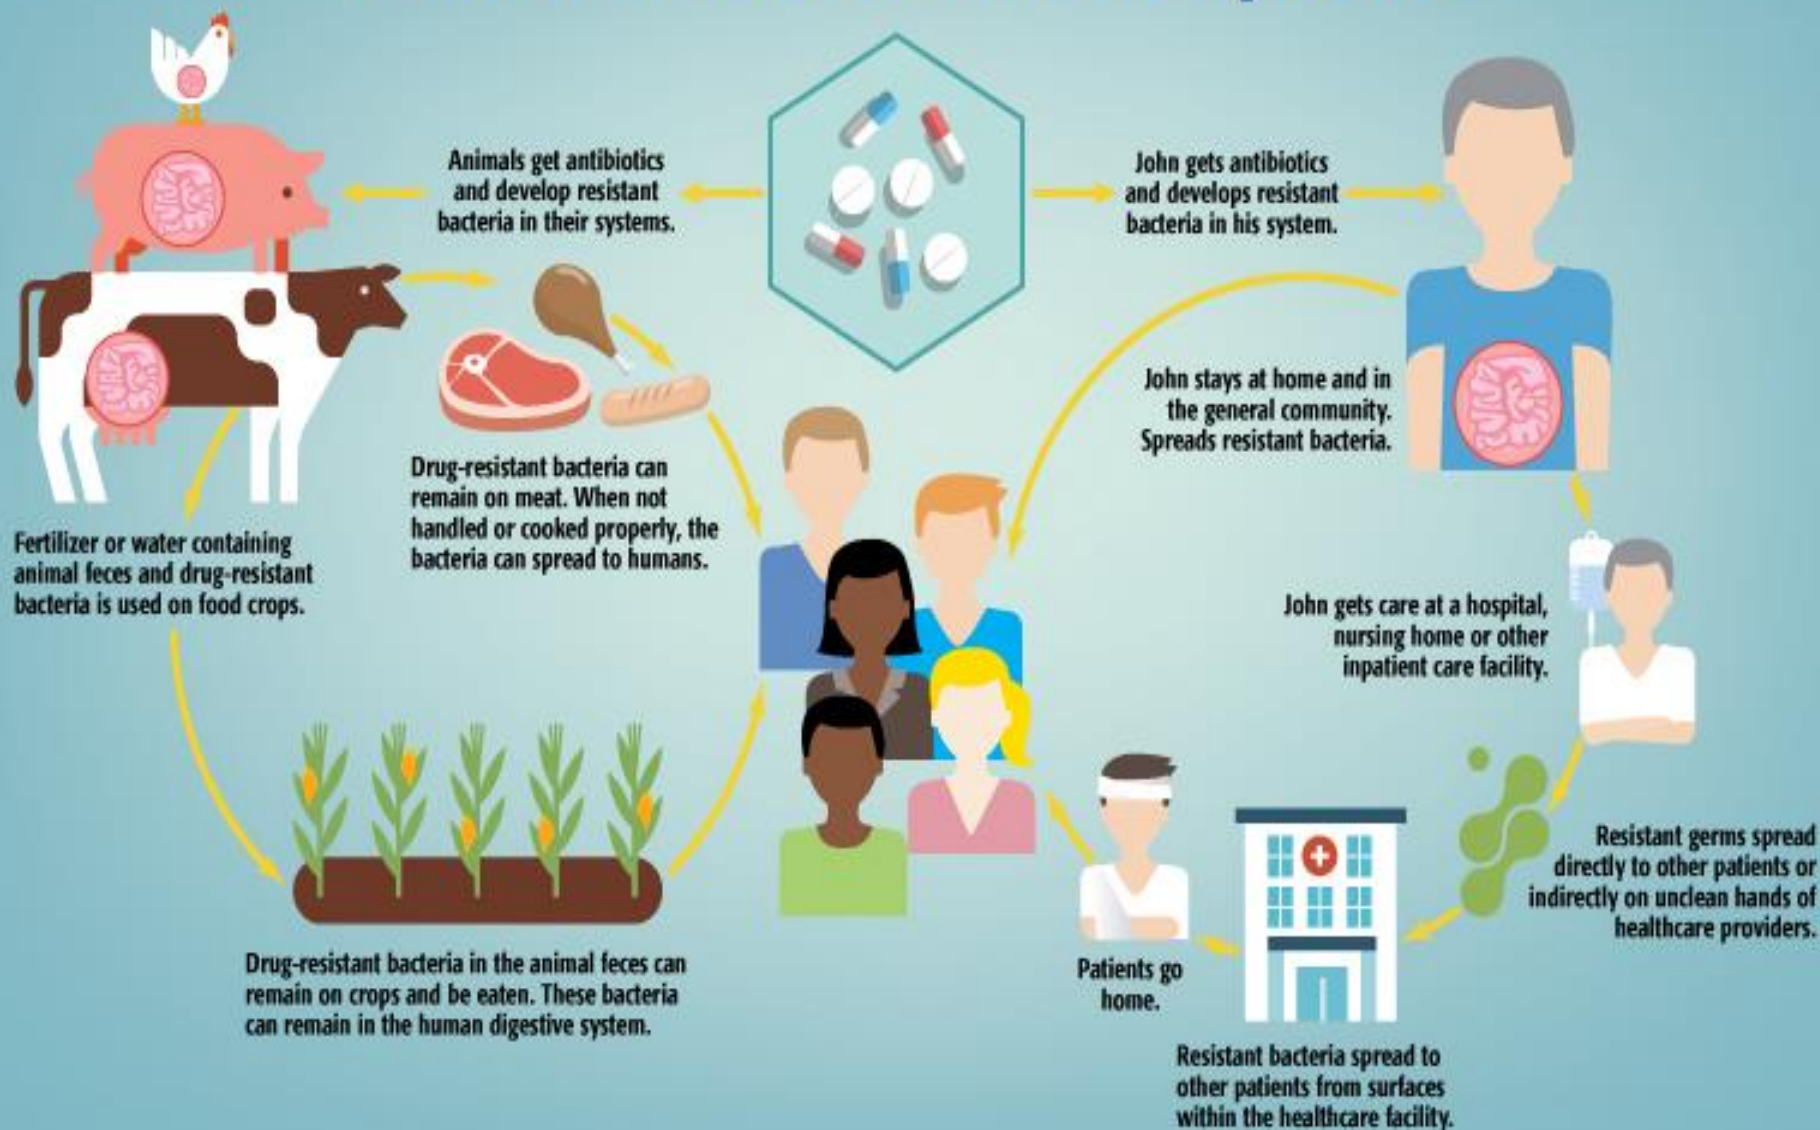 Animals get antibiotics
and develop resistant
bacteria in their systems.
John gets antibiotics
and develops resistant
bacteria in his system.
Drug-resistant bacteria can
remain on meat. When not
handled or cooked properly, the
bacteria can spread to humans.
John stays at home and in
the general community.
Spreads resistant bacteria.
Fertilizer or water containing
animal feces and drug-resistant
bacteria is used on food crops.
John gets care at a hospital,
nursing home or other
inpatient care facility.
Resistant germs spread
directly to other patients or
indirectly on unclean hands of
healthcare providers.
Drug-resistant bacteria in the animal feces can
remain on crops and be eaten. These bacteria
can remain in the human digestive system.
Patients go
home.
Resistant bacteria spread to
other patients from surfaces
within the healthcare facility.